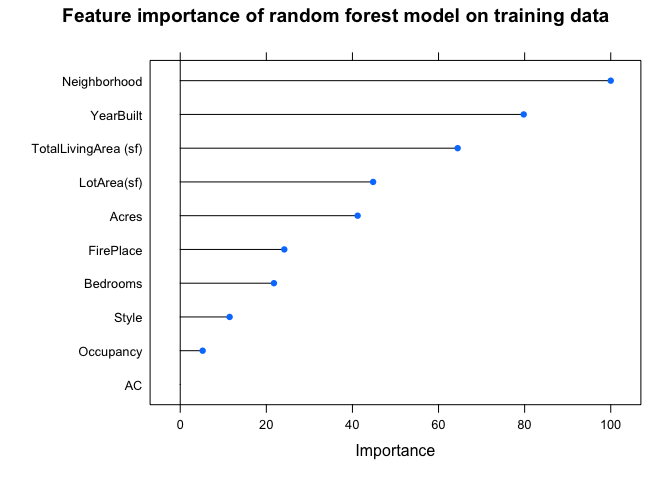 Feature importance of random forest model on training data
Neighborhood
YearBuilt
TotalLivingArea (sf)
LotArea(sf)
Acres
FirePlace
Bedrooms
Style
Occupancy
AC
0 20 40 60 80 100
Importance